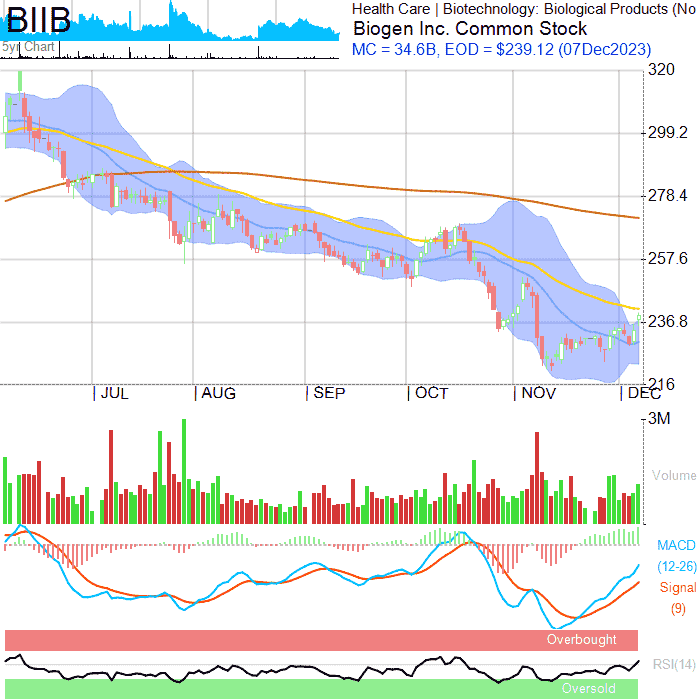 BIIB
Health Care | Biotechnology: Biological Products (No
Biogen Inc. Common Stock
MC = 34.6B, EOD = $239.12 (07Dec2023)
5yr Chart
320
299.2
278.4
257.6
236.8
216
JUL AUG SEP OCT NOV DEC
3M
Volume
MACD
(12-26)
Signal
(9)
Overbought
RSI(14)
Oversold